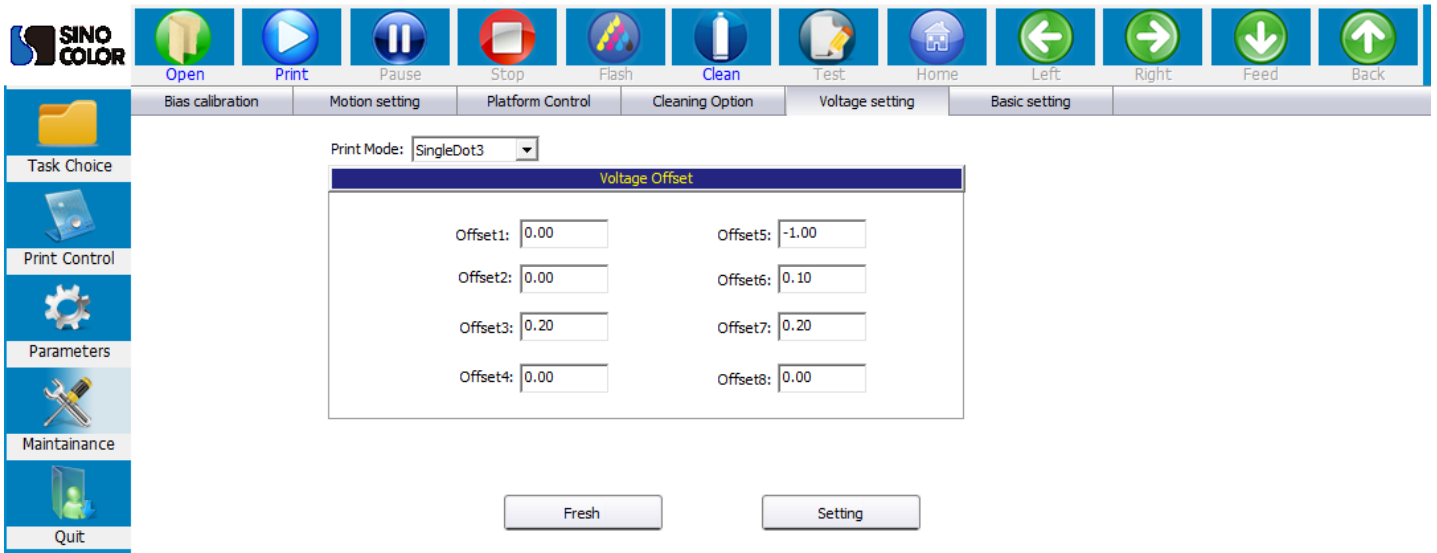 SINO
COLOR
Open Print Pause Stop Flash Clean Test Home Left Right Feed Back
Bias calibration Motion setting Platform Control Cleaning Option Voltage setting Basic setting
Task Choice
Print Control
Parameters
Maintainance
Quit
Print Mode: SingleDot3
Voltage Offset
Offset1: 0.00 Offset5: -1.00
Offset2: 0.00 Offset6: 0.10
Offset3: 0.20 Offset7: 0.20
Offset4: 0.00 Offset8: 0.00
Fresh Setting